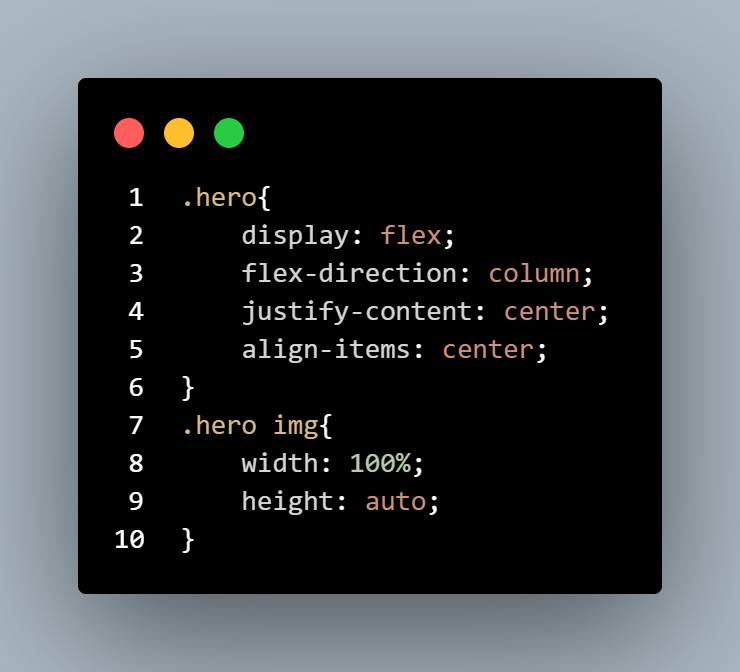 1 .hero{
2     display: flex;
3     flex-direction: column;
4     justify-content: center;
5     align-items: center;
6 }
7 .hero img{
8     width: 100%;
9     height: auto;
10 }